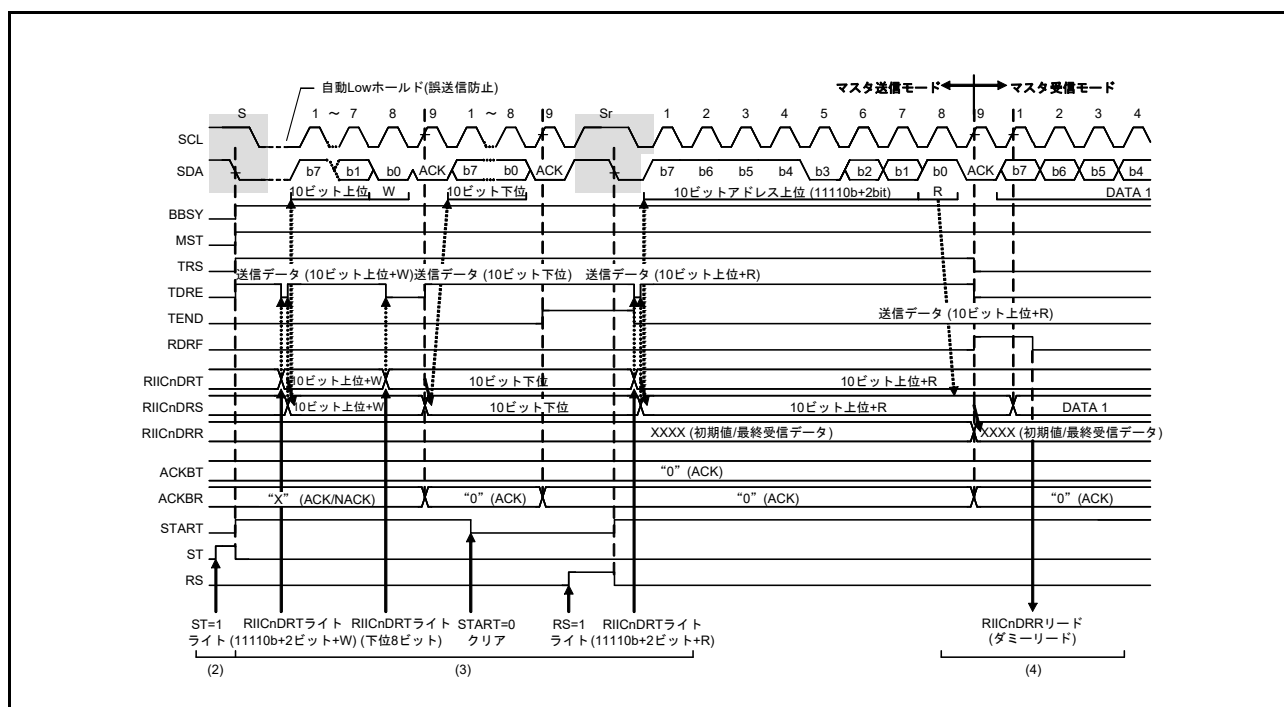 自動Lowホールド(誤送信防止)
マスタ送信モード マスタ受信モード
S 1 ～ 7 8 9 1 ～ 8 9 Sr 1 2 3 4 5 6 7 8 9 1 2 3 4
SCL
SDA b7 b1 b0 ACK b7 b0 ACK b7 b6 b5 b4 b3 b2 b1 b0 ACK b7 b6 b5 b4
10ビット上位 W 10ビット下位 10ビットアドレス上位 (11110b+2bit) R DATA 1
BBSY
MST
TRS
送信データ (10ビット上位+W) 送信データ (10ビット下位) 送信データ (10ビット上位+R)
TDRE
TEND
送信データ (10ビット上位+R)
RDRF
RIICnDRT 10ビット上位+W 10ビット下位 10ビット上位+R
RIICnDRS 10ビット上位+W 10ビット下位 10ビット上位+R DATA 1
RIICnDRR XXXX (初期値/最終受信データ) XXXX (初期値/最終受信データ)
ACKBT “0” (ACK)
ACKBR “X” (ACK/NACK) “0” (ACK) “0” (ACK) “0” (ACK)
START
ST
RS
ST=1 RIICnDRTライト RIICnDRTライト START=0 RS=1 RIICnDRTライト RIICnDRRリード
ライト (11110b+2ビット+W) (下位8ビット) クリア ライト (11110b+2ビット+R) (ダミーリード)
(2) (3) (4)